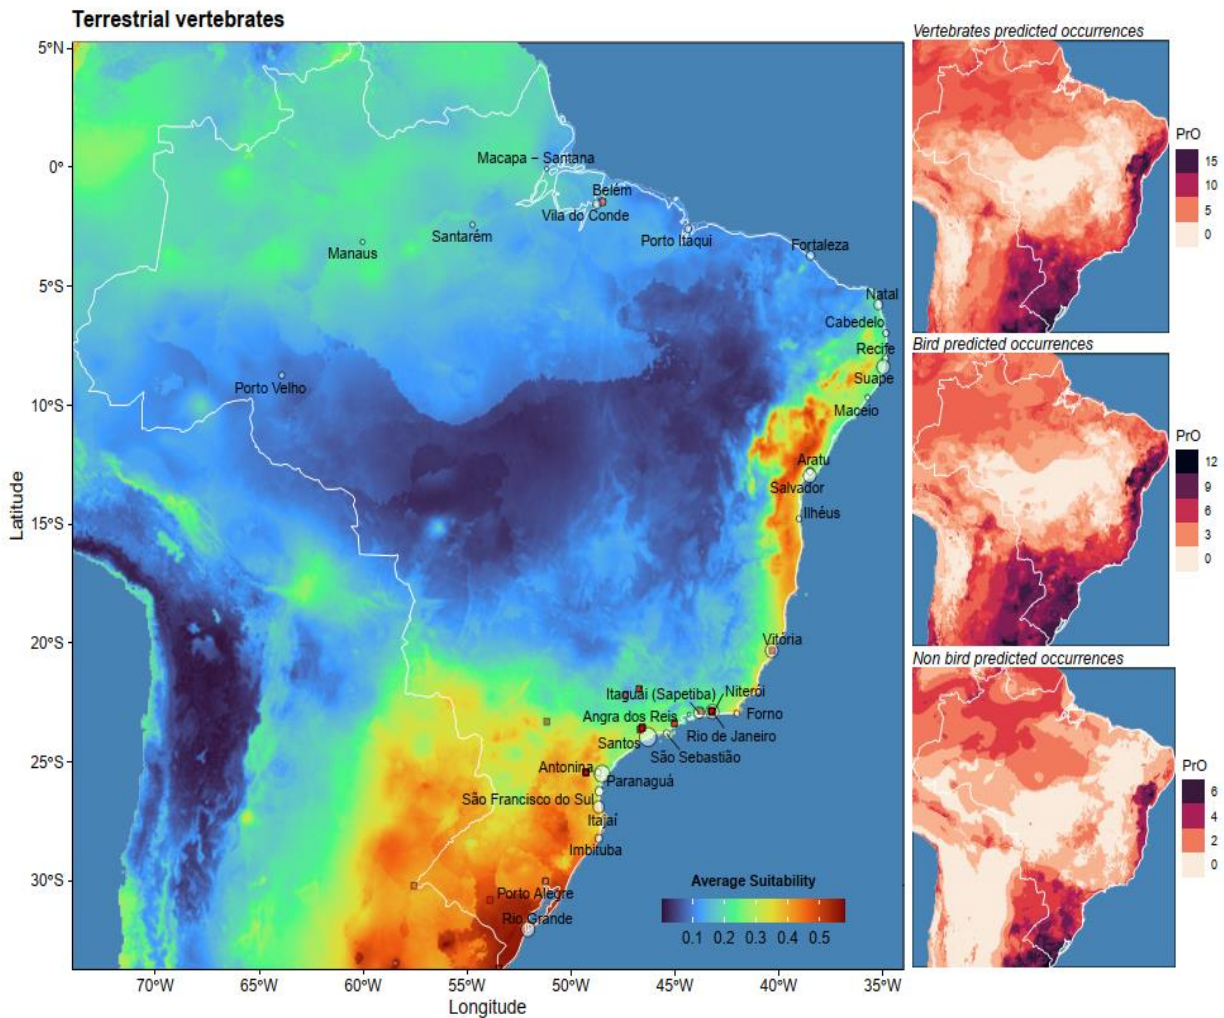 Terrestrial vertebrates
5°N
0°
5°S
10°S
15°S
20°S
25°S
30°S
Latitude
70°W
65°W
60°W
55°W
50°W
45°W
40°W
35°W
Longitude
Macapa – Santana
Belém
Vila do Conde
Santarém
Manaus
Porto Itaqui
Fortaleza
Natal
Cabedelo
Recife
Suape
Maceio
Porto Velho
Aratu
Salvador
Ilhéus
Vitória
Itaguaí (Sapetiba)
Niterói
Angra dos Reis
Forno
Rio de Janeiro
Santos
São Sebastião
Antonina
Paranaguá
São Francisco do Sul
Itajaí
Imbituba
Porto Alegre
Rio Grande
Average Suitability
0.1 0.2 0.3 0.4 0.5
Vertebrates predicted occurrences
PrO
15
10
5
0
Bird predicted occurrences
PrO
12
9
6
3
0
Non bird predicted occurrences
PrO
6
4
2
0